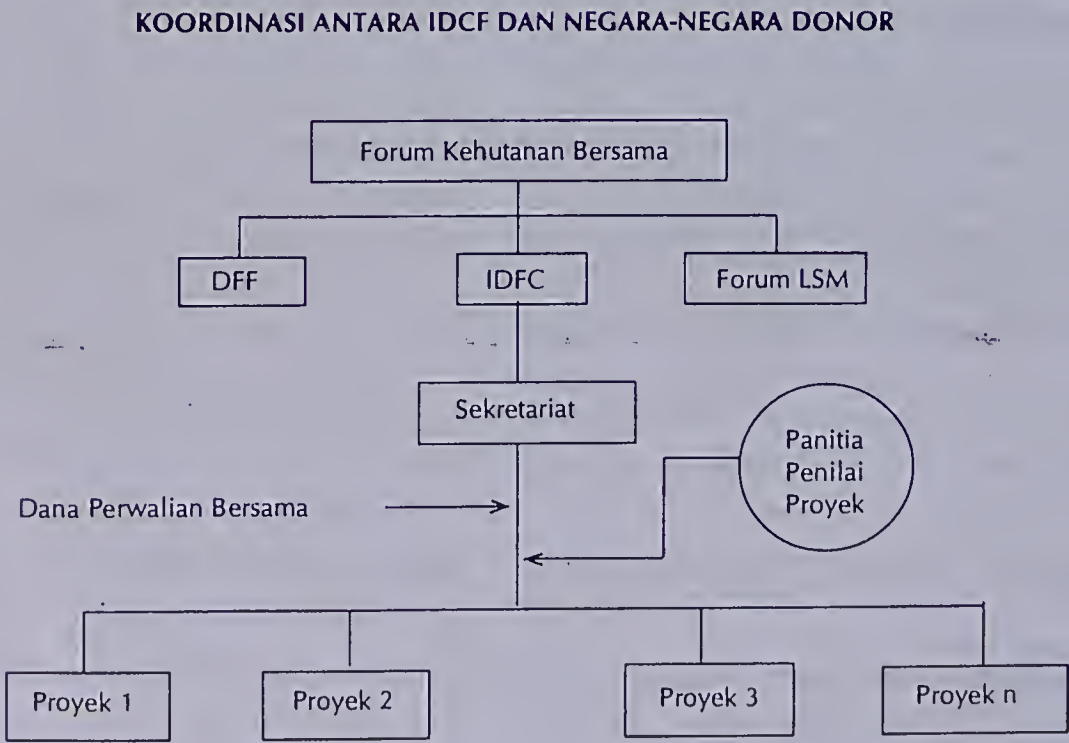 KOORDINASI ANTARA IDCF DAN NEGARA-NEGARA DONOR
Forum Kehutanan Bersama
DFF
IDFC
Forum LSM
Sekretariat
Panitia
Penilai
Proyek
Dana Perwalian Bersama
Proyek 1
Proyek 2
Proyek 3
Proyek n